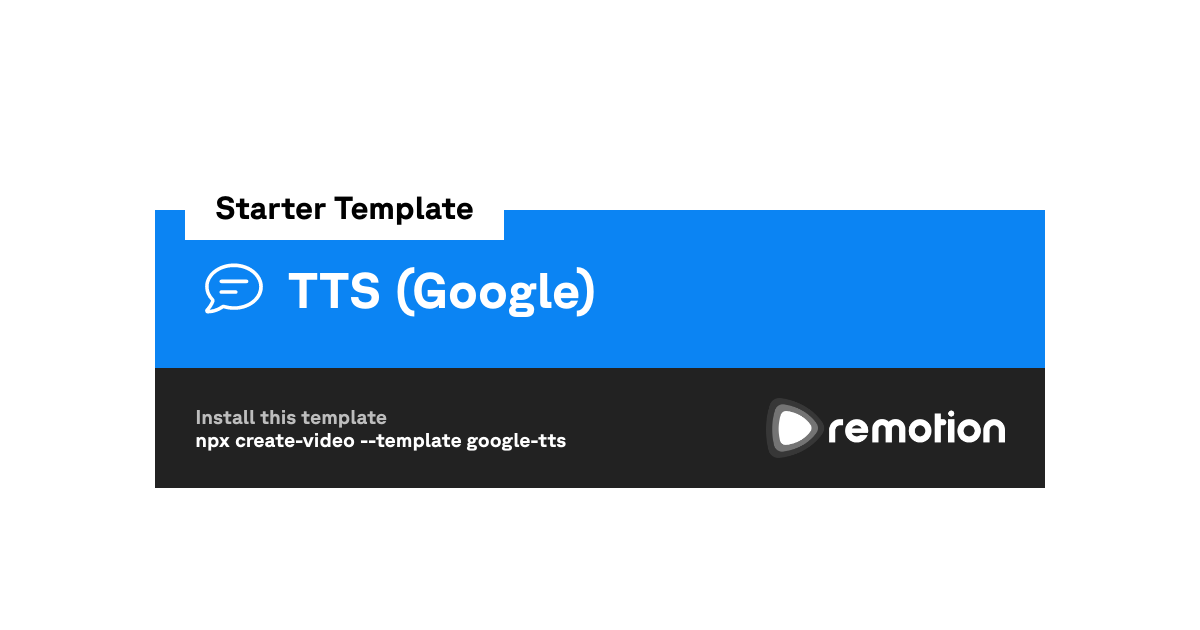 Starter Template
TTS (Google)
Install this template
npx create-video --template google-tts
remotion